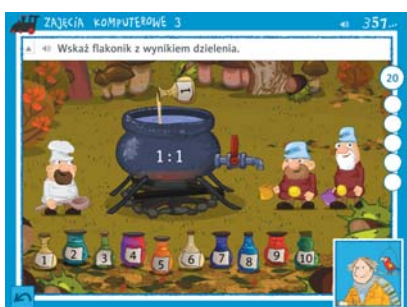 ZAJĘCIA KOMPUTEROWE 3
357...
Wskaż flakonik z wynikiem dzielenia.
20
1
1:1
1 2 3 4 5 6 7 8 9 10